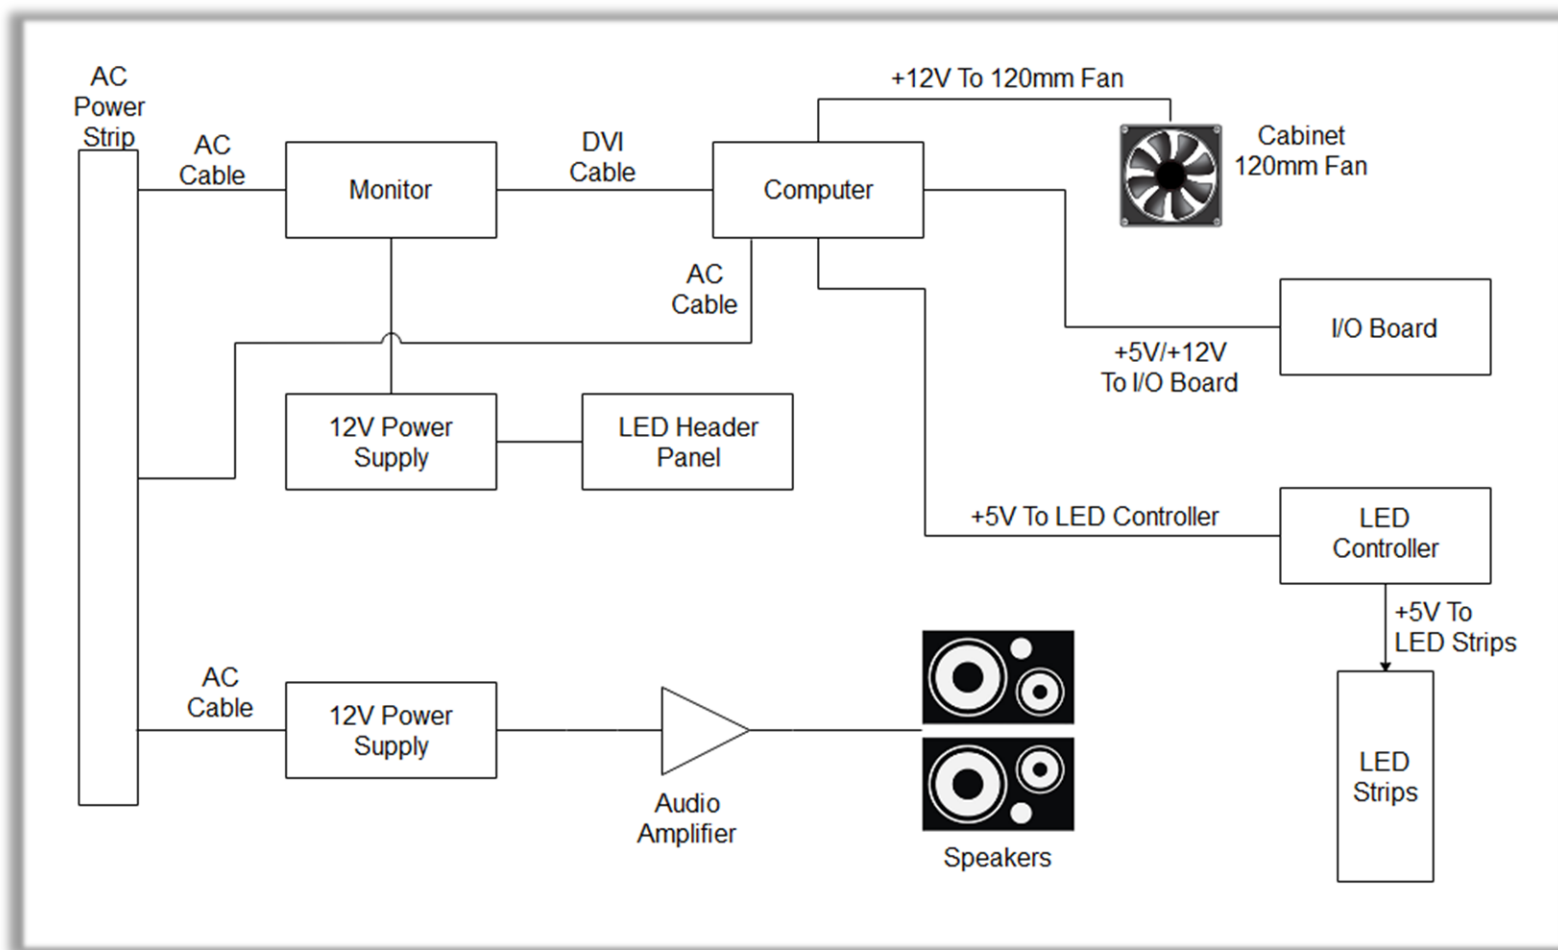 AC
Power
Strip
AC
Cable
Monitor
DVI
Cable
Computer
+12V To 120mm Fan
Cabinet
120mm Fan
AC
Cable
I/O Board
+5V/+12V
To I/O Board
12V Power
Supply
LED Header
Panel
+5V To LED Controller
LED
Controller
+5V To
LED Strips
AC
Cable
12V Power
Supply
Audio
Amplifier
Speakers
LED
Strips